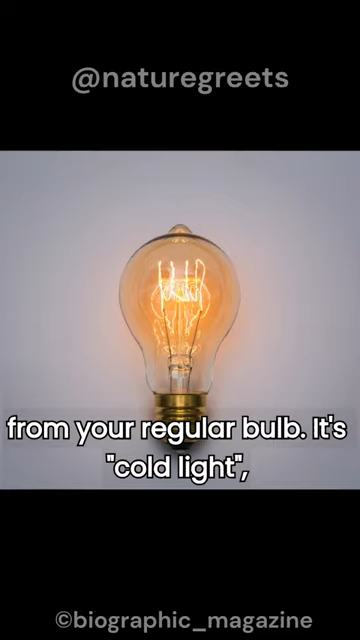 @naturegreets
from your regular bulb. It's
"cold light",
©biographic_magazine